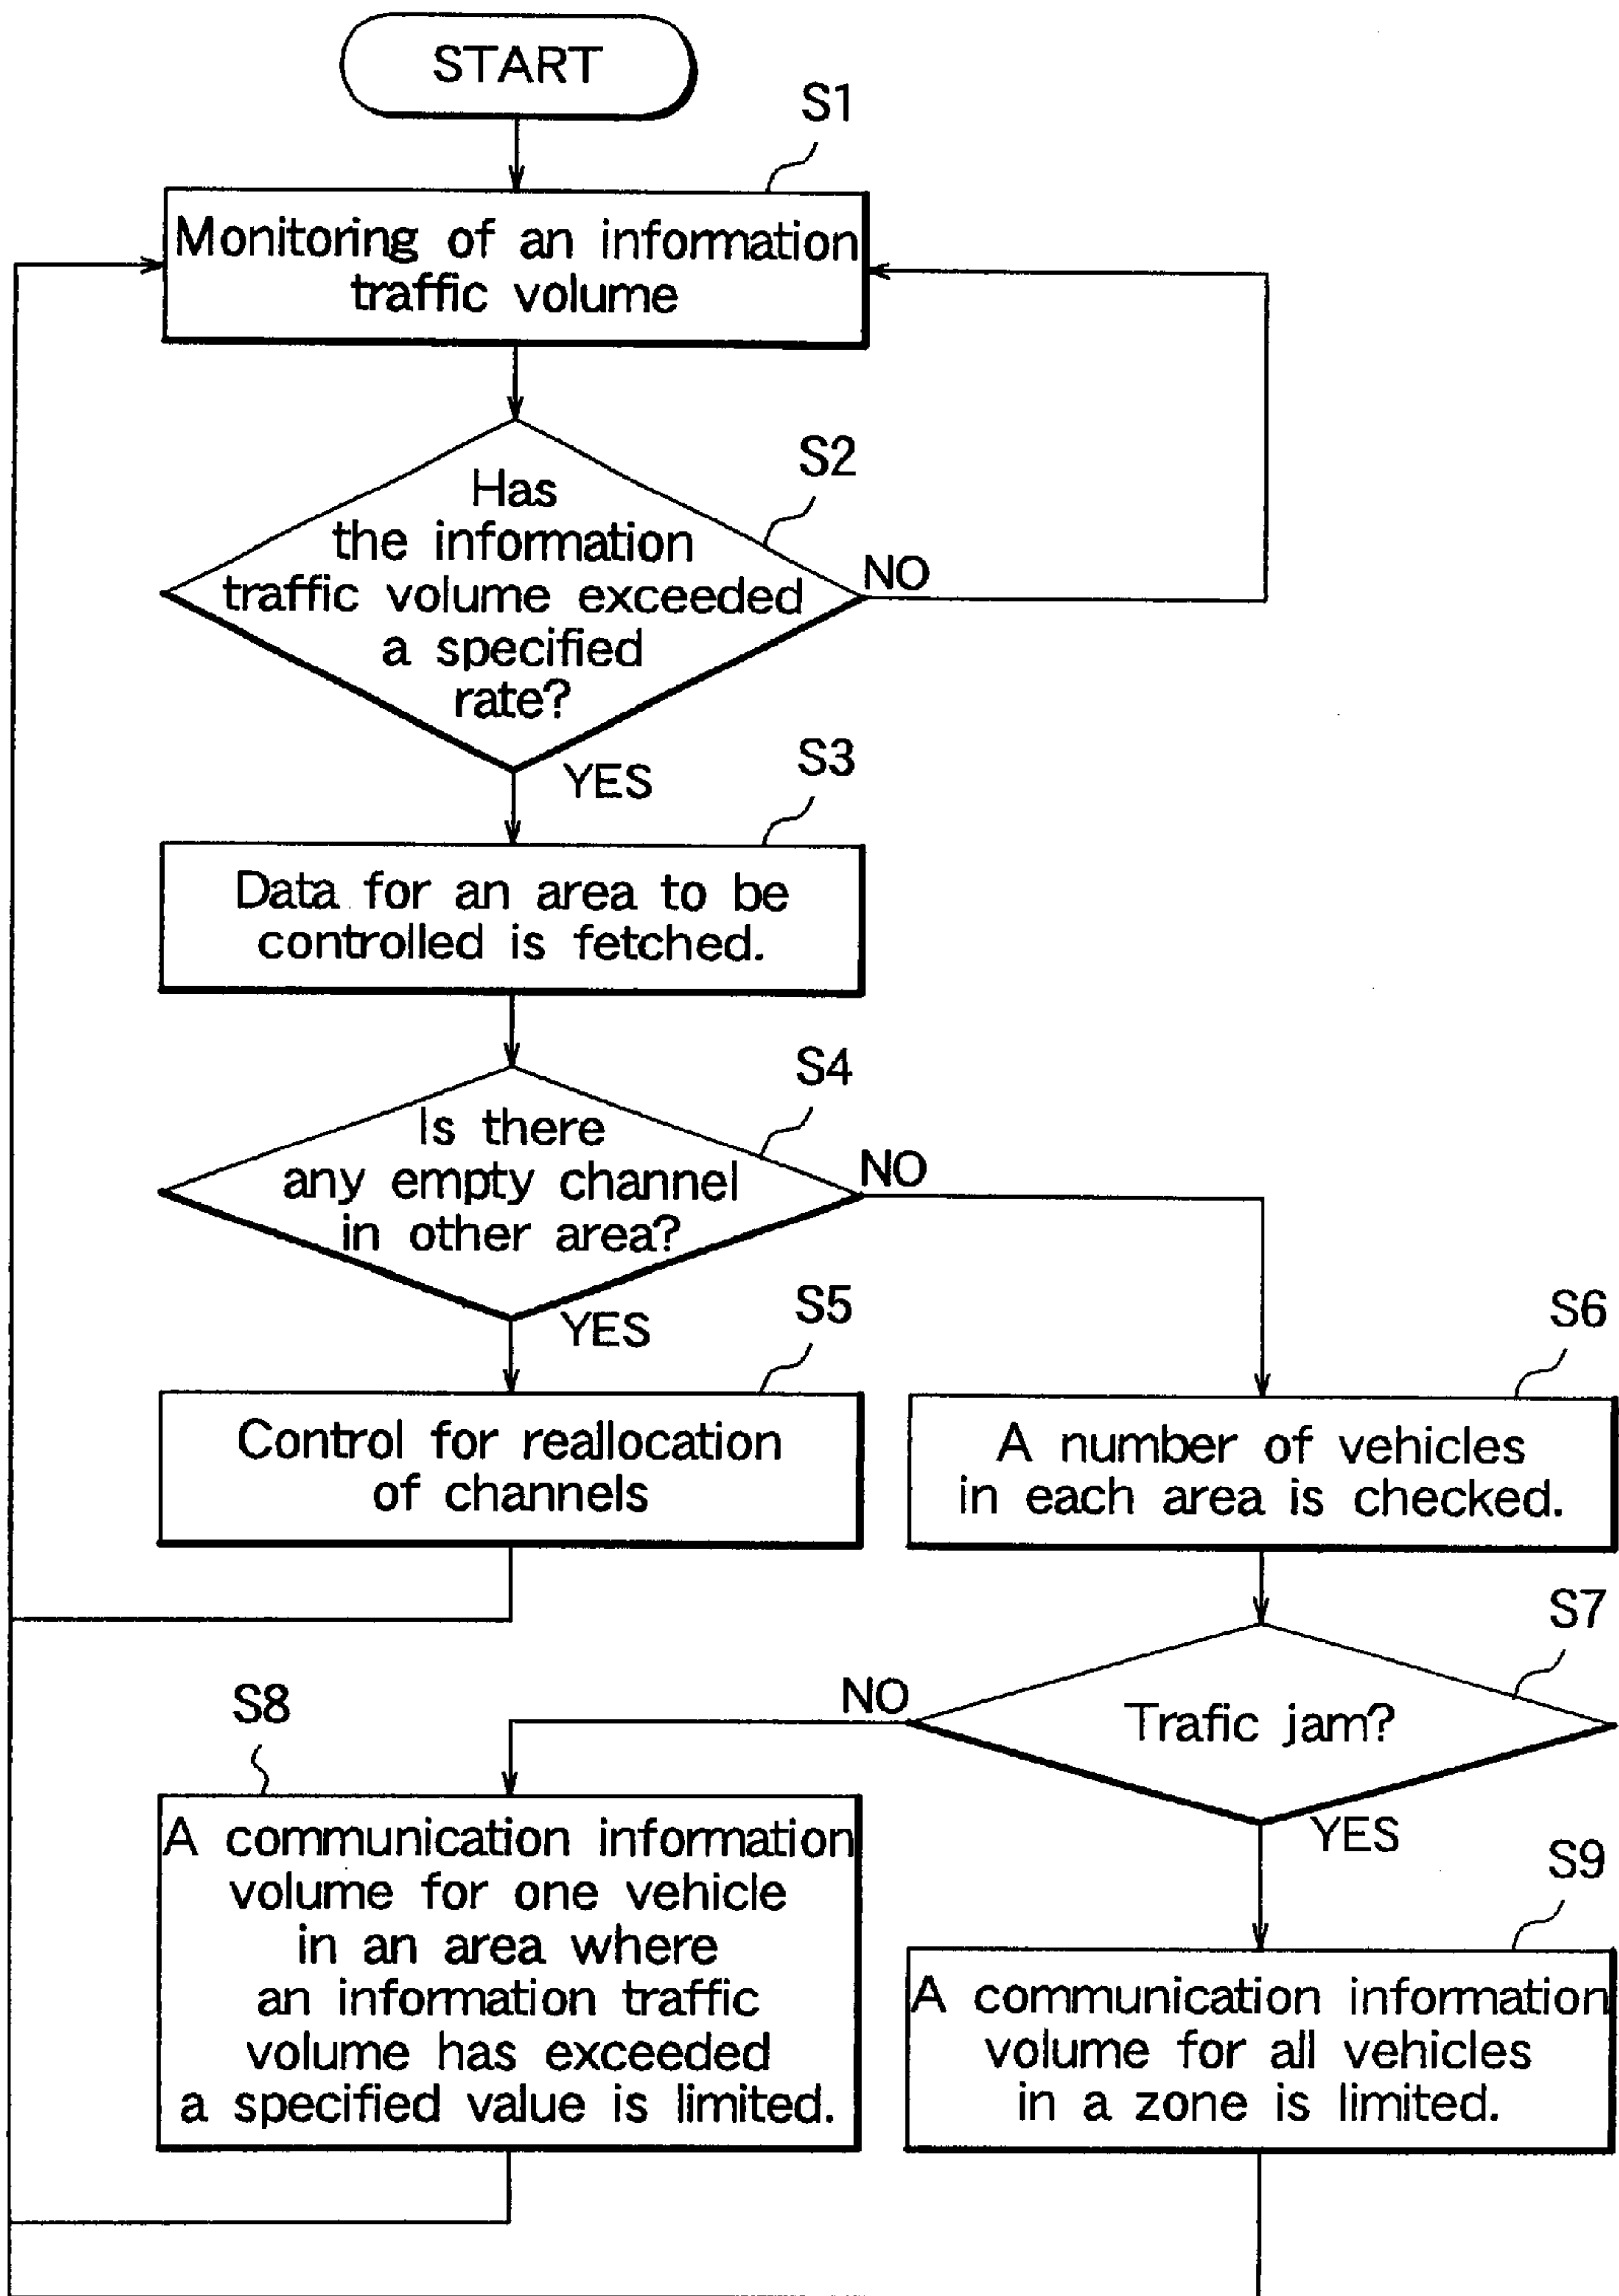 START
S1
Monitoring of an information
traffic volume
S2
Has
the information
traffic volume exceeded
a specified
rate?
NO
YES
S3
Data for an area to be
controlled is fetched.
S4
Is there
any empty channel
in other area?
NO
YES
S5
Control for reallocation
of channels
S6
A number of vehicles
in each area is checked.
S7
Trafic jam?
NO
YES
S8
A communication information
volume for one vehicle
in an area where
an information traffic
volume has exceeded
a specified value is limited.
S9
A communication information
volume for all vehicles
in a zone is limited.